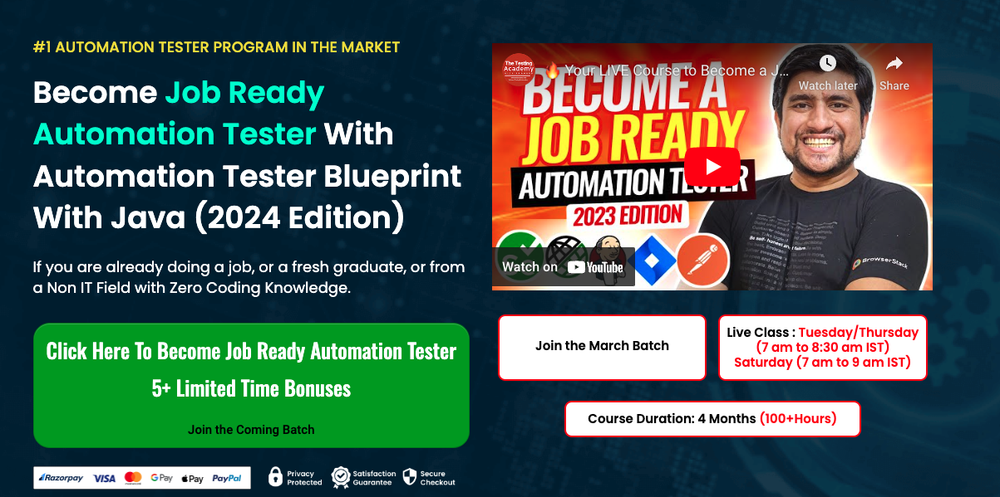 #1 AUTOMATION TESTER PROGRAM IN THE MARKET
Become Job Ready
Automation Tester With
Automation Tester Blueprint
With Java (2024 Edition)
If you are already doing a job, or a fresh graduate, or from
a Non IT Field with Zero Coding Knowledge.
Click Here To Become Job Ready Automation Tester
5+ Limited Time Bonuses
Join the Coming Batch
Razorpay VISA G Pay Pay PayPal
Privacy
Protected
Satisfaction
Guarantee
Secure
Checkout
The Testing
Academy
🔥 Your LIVE Course to Become a J...
Watch later
Share
BECOME A
JOB READY
AUTOMATION TESTER
2023 EDITION
Be self- honest and
BrowserStack
Watch on YouTube
Join the March Batch
Live Class : Tuesday/Thursday
(7 am to 8:30 am IST)
Saturday (7 am to 9 am IST)
Course Duration: 4 Months (100+Hours)